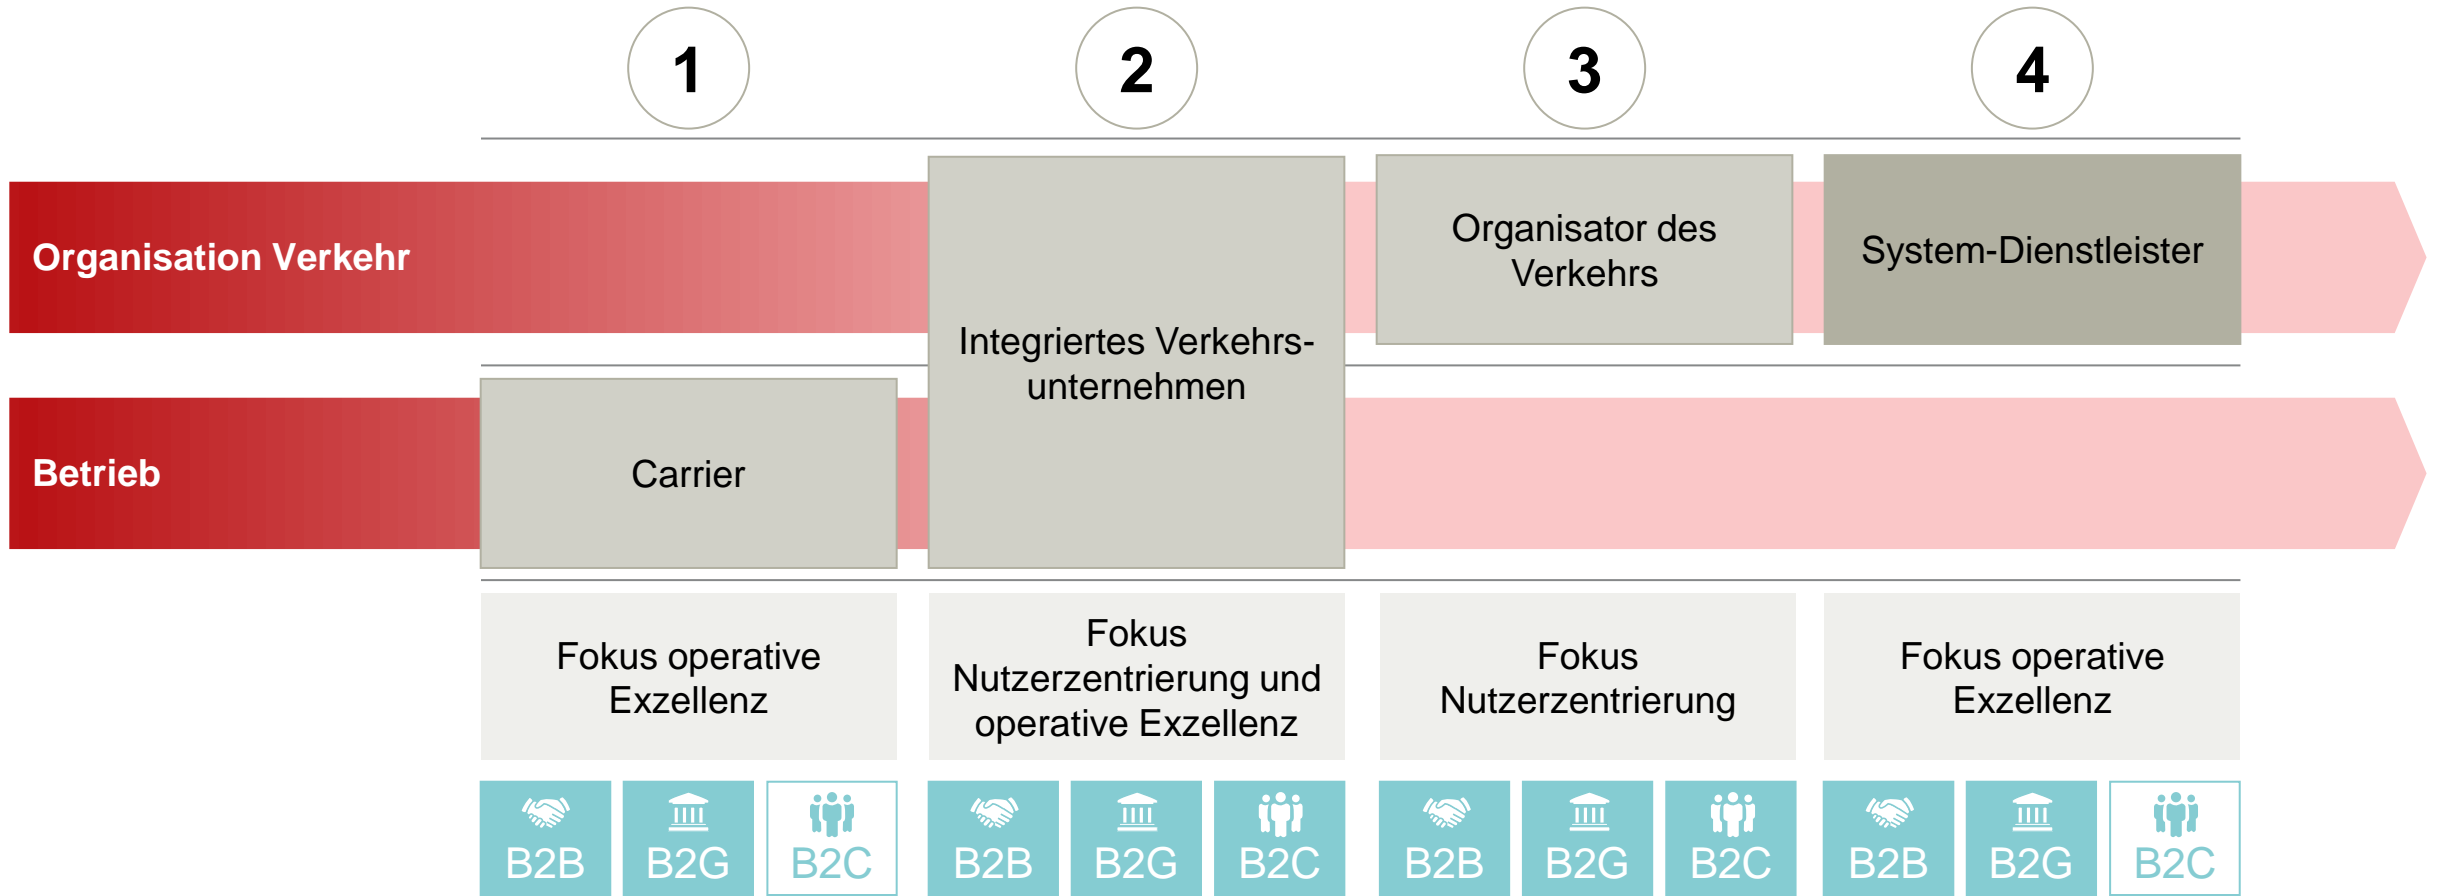 1
2
3
4
Organisation Verkehr
Organisator des
Verkehrs
System-Dienstleister
Integriertes Verkehrs-
unternehmen
Betrieb
Carrier
Fokus operative
Exzellenz
Fokus
Nutzerzentrierung und
operative Exzellenz
Fokus
Nutzerzentrierung
Fokus operative
Exzellenz
B2B
B2G
B2C
B2B
B2G
B2C
B2B
B2G
B2C
B2B
B2G
B2C